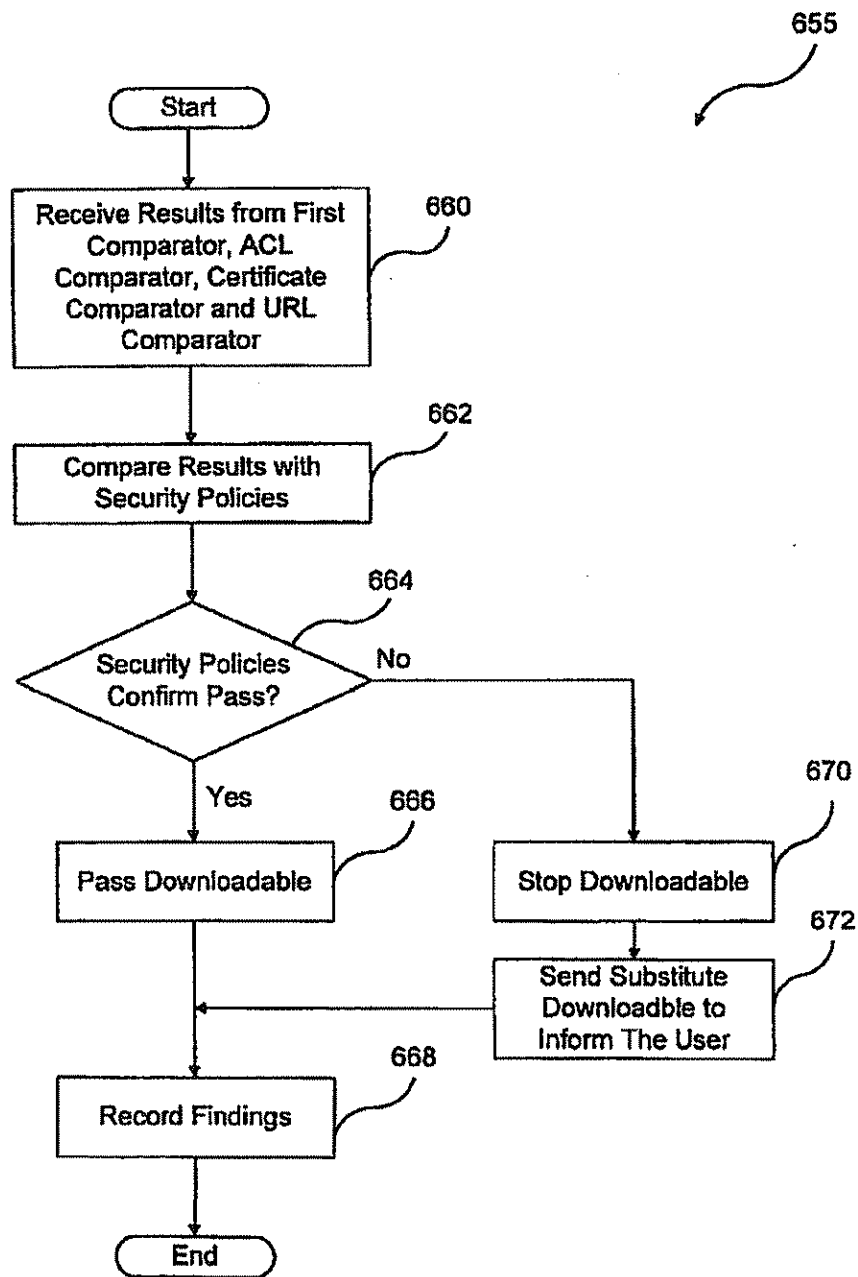 655
Start
Receive Results from First
Comparator, ACL
Comparator, Certificate
Comparator and URL
Comparator
660
Compare Results with
Security Policies
662
664
Security Policies
Confirm Pass?
No
Yes
666
Pass Downloadable
670
Stop Downloadable
672
Send Substitute
Downloadble to
Inform The User
668
Record Findings
End